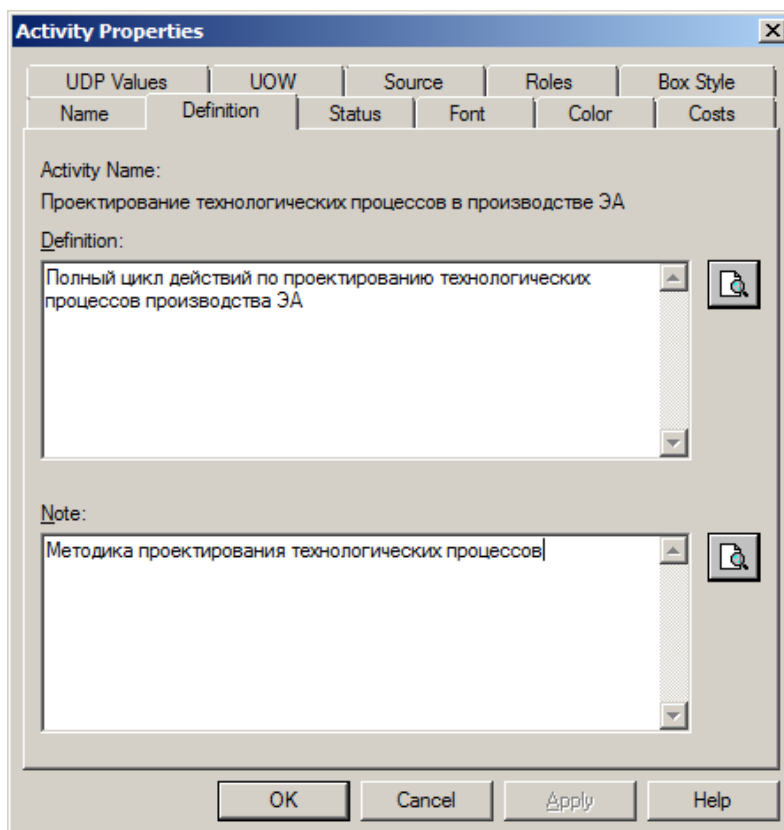 Activity Properties
UDP Values UOW Source Roles Box Style
Name Definition Status Font Color Costs
Activity Name:
Проектирование технологических процессов в производстве ЭА
Definition:
Полный цикл действий по проектированию технологических
процессов производства ЭА
Note:
Методика проектирования технологических процессов
OK Cancel Apply Help